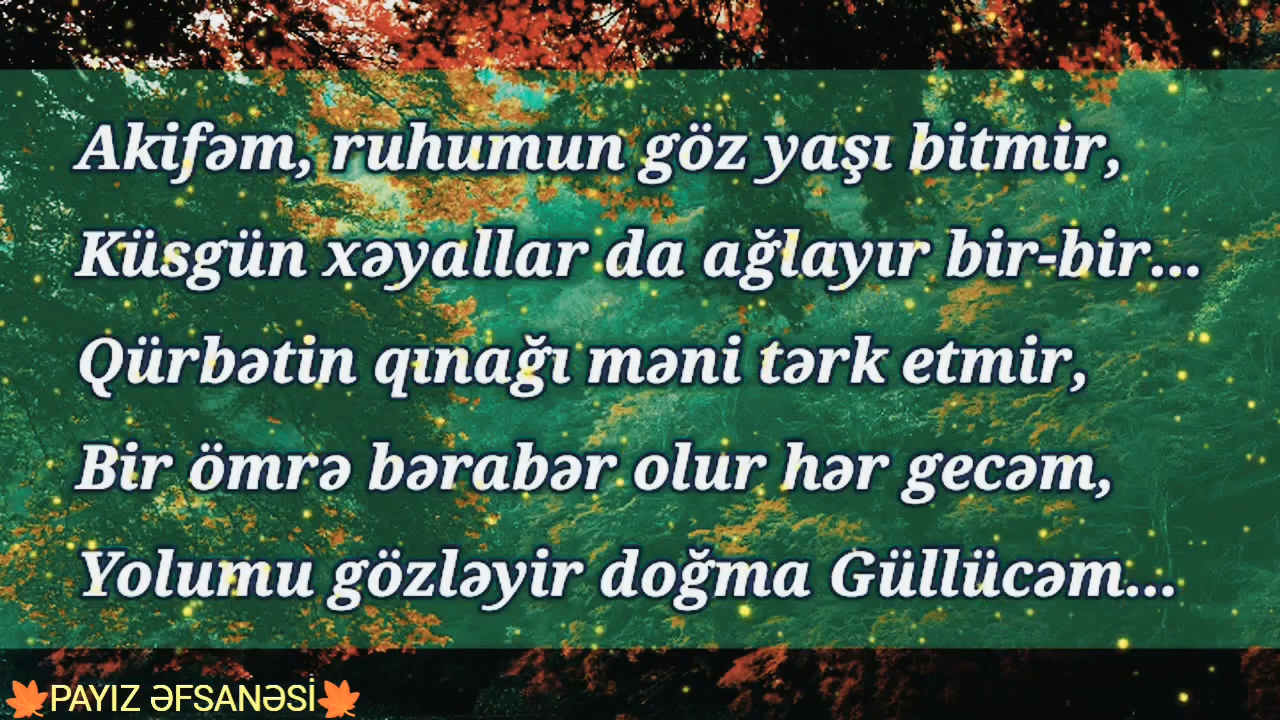 Akifəm, ruhumun göz yaşı bitmir,
Küsgün xəyallar da ağlayır bir-bir...
Qürbətin qınağı məni tərk etmir,
Bir ömrə bərabər olur hər gecəm,
Yolumu gözləyir doğma Güllücəm...
🍁PAYIZ ƏFSANƏSİ🍁